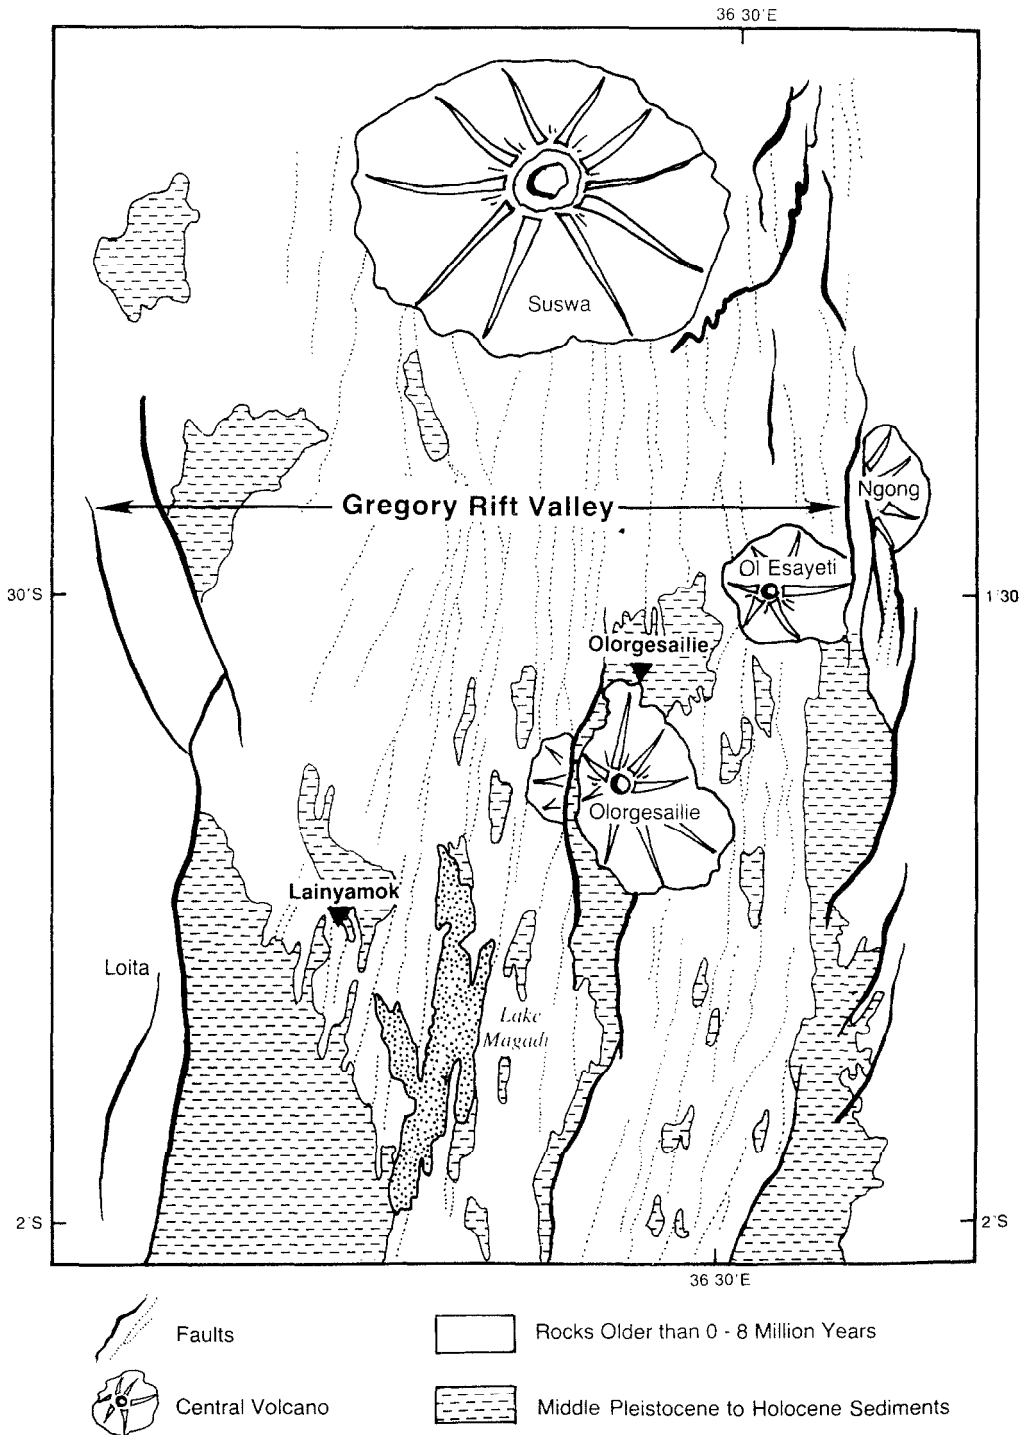 36 30'E
Suswa
Ngong
Gregory Rift Valley
Ol Esayeti
30'S
1 30
Olorgesailie
Olorgesailie
Lainyamok
Loita
Lake
Magadi
2°S
2°S
36 30'E
Faults
Rocks Older than 0 - 8 Million Years
Central Volcano
Middle Pleistocene to Holocene Sediments